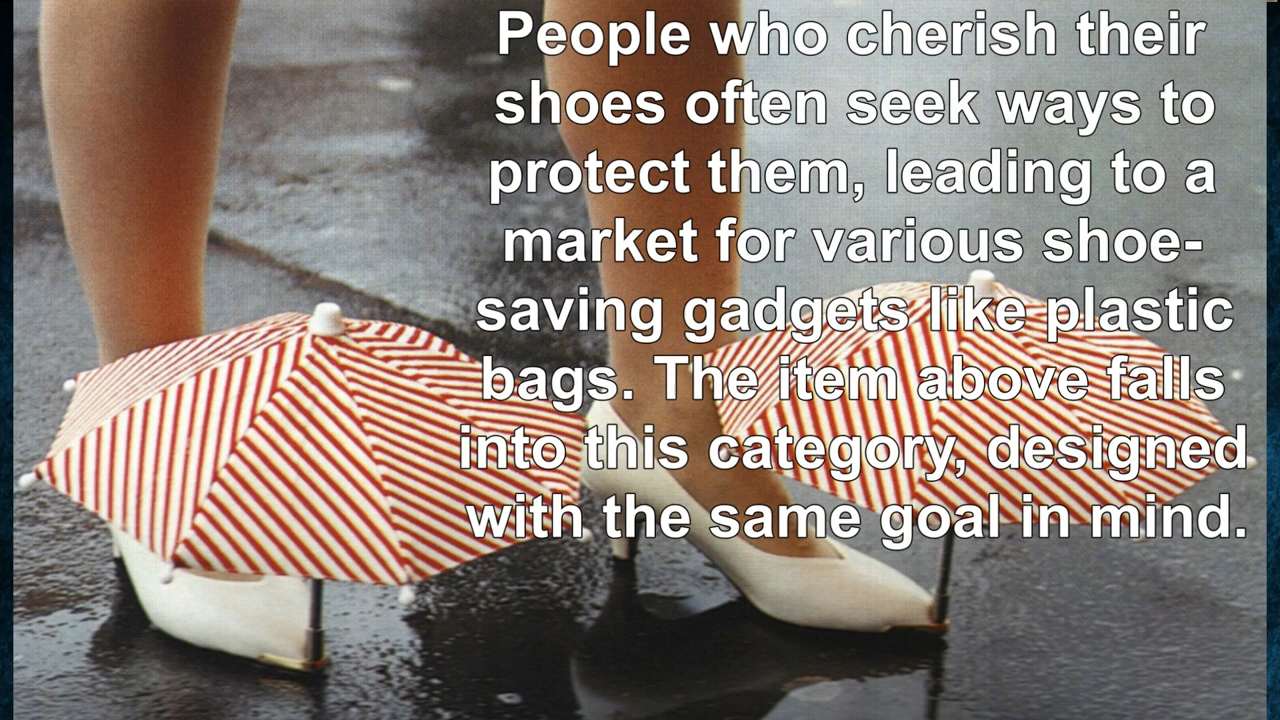 People who cherish their
shoes often seek ways to
protect them, leading to a
market for various shoe-
saving gadgets like plastic
bags. The item above falls
into this category, designed
with the same goal in mind.